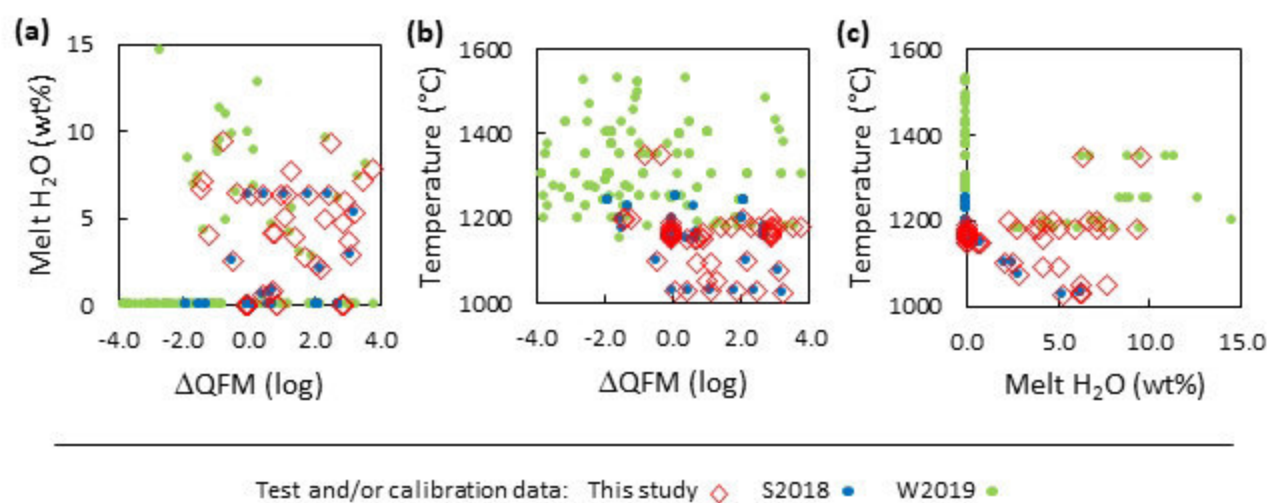 (a)
Melt H₂O (wt%)
15
10
5
0
-4.0 -2.0 0.0 2.0 4.0
ΔQFM (log)
(b)
Temperature (°C)
1600
1400
1200
1000
-4.0 -2.0 0.0 2.0 4.0
ΔQFM (log)
(c)
Temperature (°C)
1600
1400
1200
1000
0.0 5.0 10.0 15.0
Melt H₂O (wt%)
Test and/or calibration data: This study S2018 W2019